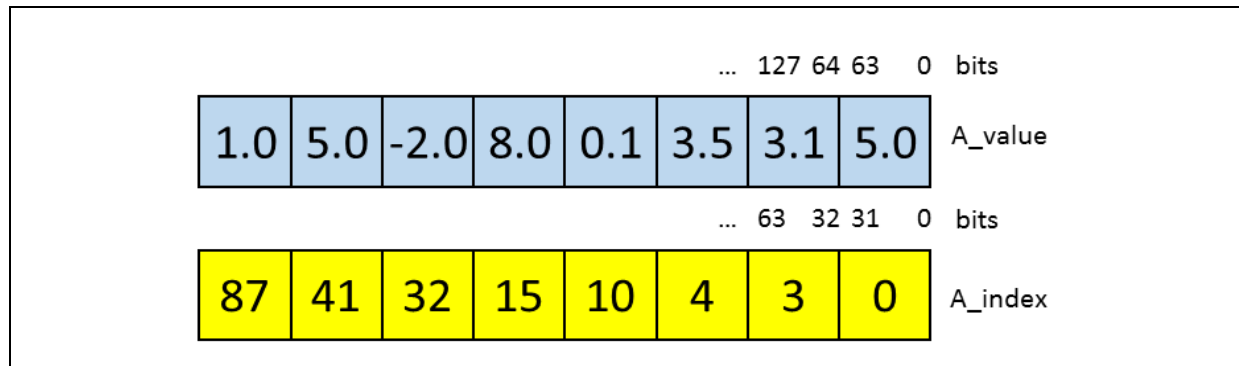 ... 127 64 63 0 bits
1.0 5.0 -2.0 8.0 0.1 3.5 3.1 5.0 A_value
... 63 32 31 0 bits
87 41 32 15 10 4 3 0 A_index